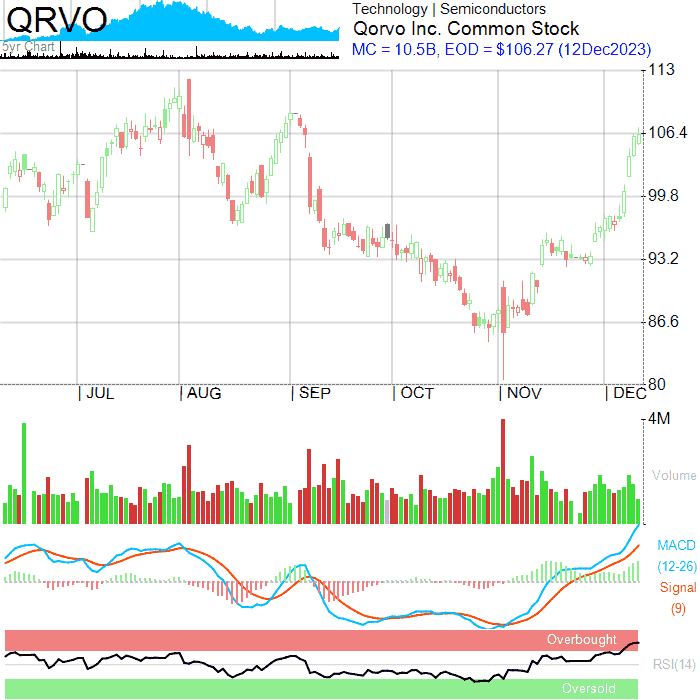 QRVO
5yr Chart
Technology | Semiconductors
Qorvo Inc. Common Stock
MC = 10.5B, EOD = $106.27 (12Dec2023)
113
106.4
99.8
93.2
86.6
80
| JUL | AUG | SEP | OCT | NOV | DEC
4M
Volume
MACD
(12-26)
Signal
(9)
Overbought
RSI(14)
Oversold